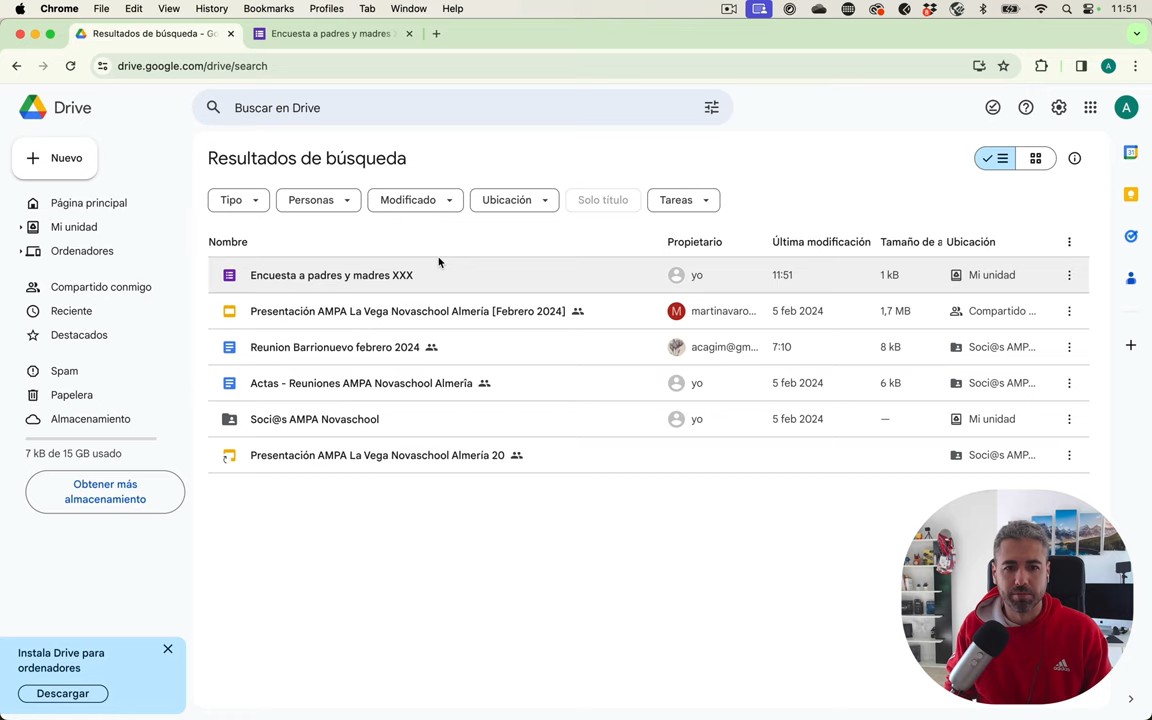 Chrome File Edit View History Bookmarks Profiles Tab Window Help 11:51
Resultados de búsqueda - Go Encuesta a padres y madres
drive.google.com/drive/search A
Drive Buscar en Drive A
Nuevo
Resultados de búsqueda
Tipo Personas Modificado Ubicación Solo título Tareas
Página principal
Mi unidad
Ordenadores
Compartido conmigo
Reciente
Destacados
Spam
Papelera
Almacenamiento
7 kB de 15 GB usado
Obtener más
almacenamiento
Nombre Propietario Última modificación Tamaño de a Ubicación
Encuesta a padres y madres XXX yo 11:51 1 kB Mi unidad
Presentación AMPA La Vega Novaschool Almería [Febrero 2024] M martinavaro... 5 feb 2024 1,7 MB Compartido ...
Reunion Barrionuevo febrero 2024 acagim@gm... 7:10 8 kB Soci@s AMP...
Actas - Reuniones AMPA Novaschool Almerîa yo 5 feb 2024 6 kB Soci@s AMP...
Soci@s AMPA Novaschool yo 5 feb 2024 — Mi unidad
Presentación AMPA La Vega Novaschool Almería 20 Soci@s AMP...
31
Instala Drive para
ordenadores
Descargar